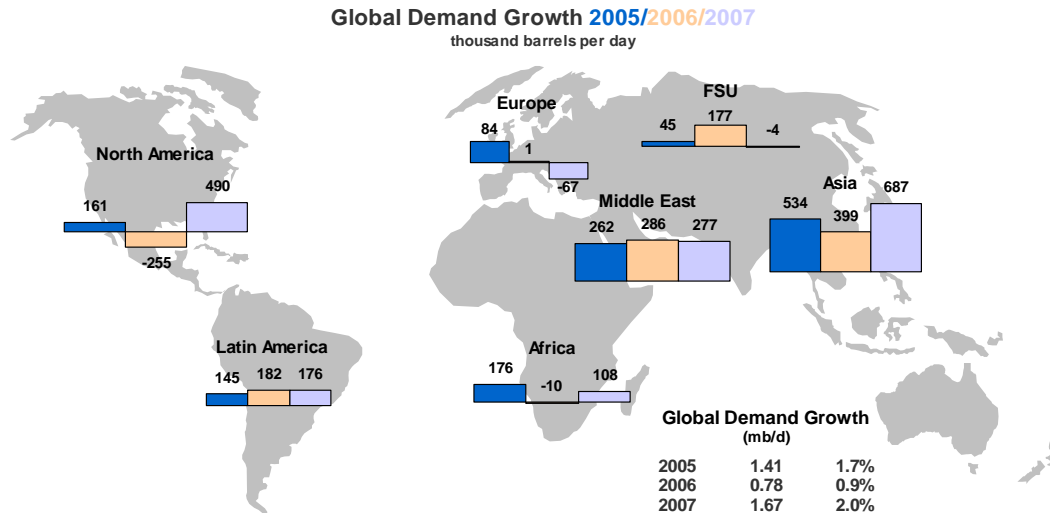 Global Demand Growth 2005/2006/2007
thousand barrels per day
North America
161
-255
490
Europe
84
1
-67
FSU
45
177
-4
Asia
534
399
687
Middle East
262
286
277
Latin America
145
182
176
Africa
176
-10
108
Global Demand Growth
(mb/d)
2005 1.41 1.7%
2006 0.78 0.9%
2007 1.67 2.0%